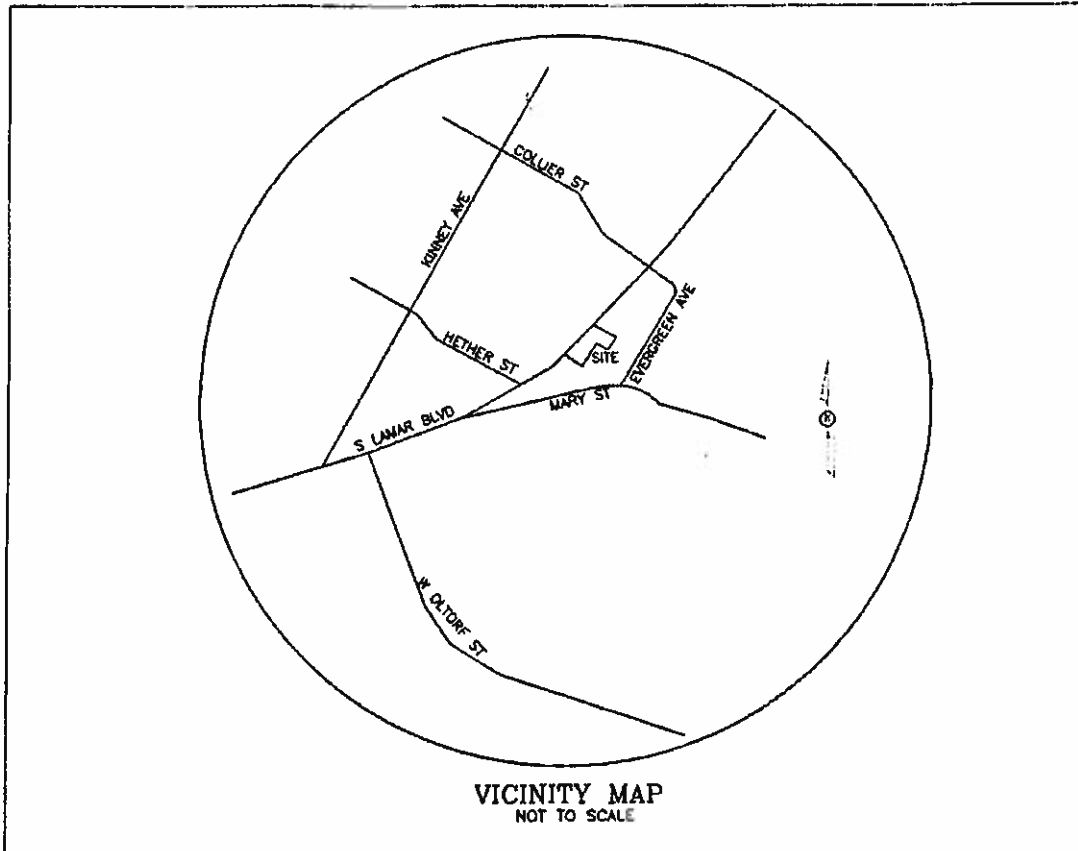 COLLIER ST
KINNEY AVE
HETHER ST
EVERGREEN AVE
SITE
MARY ST
S LAMAR BLVD
W OLTORF ST
VICINITY MAP
NOT TO SCALE